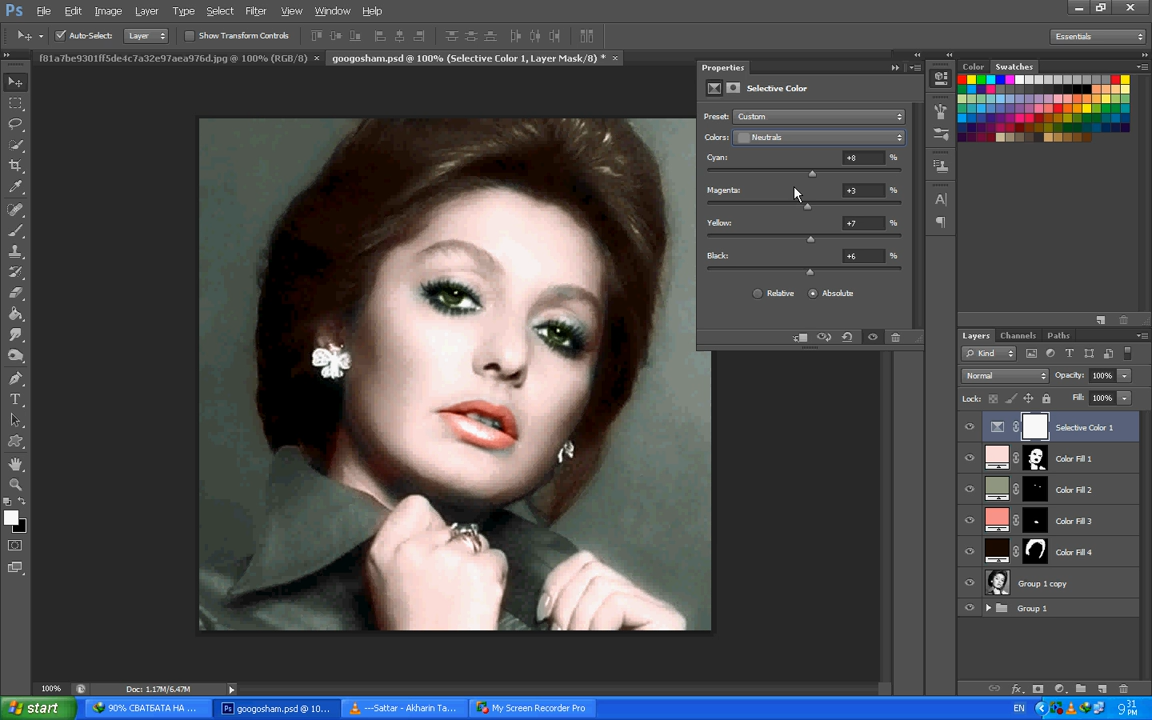 Ps File Edit Image Layer Type Select Filter View Window Help
Auto-Select: Layer Show Transform Controls Essentials
f81a7be9301ff5de4c7a32e97aea976d.jpg @ 100% (RGB/8) × googosham.psd @ 100% (Selective Color 1, Layer Mask/8) * ×
Properties
Selective Color
Preset: Custom
Colors: Neutrals
Cyan: +8 %
Magenta: +3 %
Yellow: +7 %
Black: +6 %
Relative Absolute
Color Swatches
Layers Channels Paths
Kind
Normal Opacity: 100%
Lock: Fill: 100%
Selective Color 1
Color Fill 1
Color Fill 2
Color Fill 3
Color Fill 4
Group 1 copy
Group 1
100% Doc: 1.17M/6.47M
start 90% СВАТБАТА НА ... googosham.psd @ 10... ---Sattar - Akharin Ta... My Screen Recorder Pro EN 9:31 PM